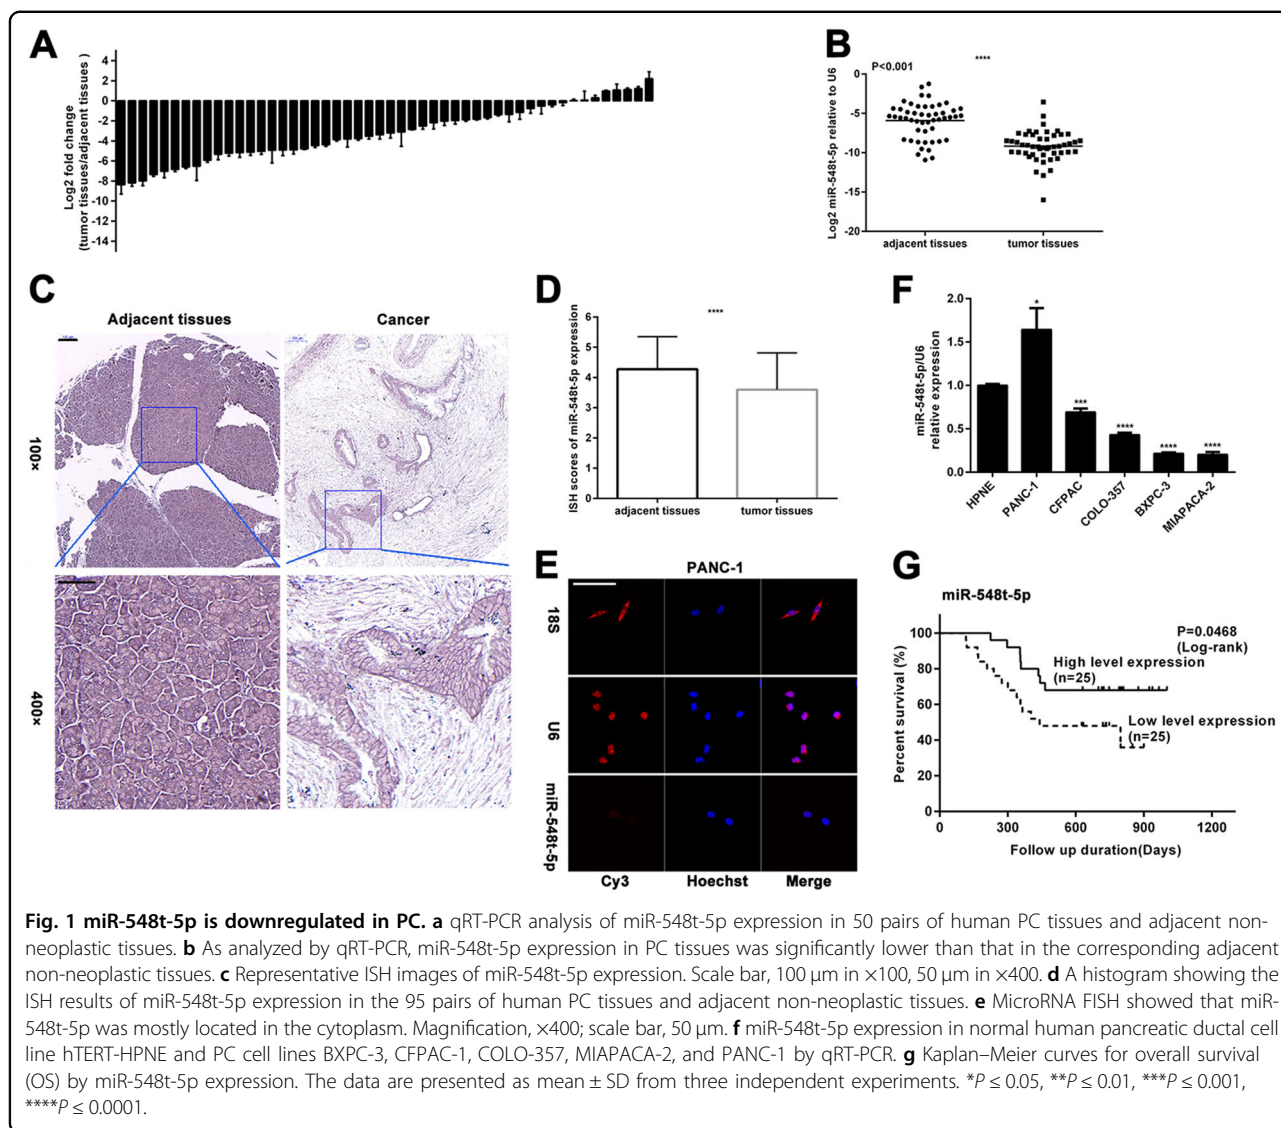 A
Log2 fold change
(tumor tissues/adjacent tissues)
4
2
0
-2
-4
-6
-8
-10
-12
-14
B
P<0.001
****
Log2 miR-548t-5p relative to U6
0
-5
-10
-15
-20
adjacent tissues
tumor tissues
C
Adjacent tissues
Cancer
100×
400×
D
****
ISH scores of miR-548t-5p expression
6
5
4
3
2
1
0
adjacent tissues
tumor tissues
E
PANC-1
18S
U6
miR-548t-5p
Cy3
Hoechst
Merge
F
miR-548t-5p/U6
relative expression
2.0
1.5
1.0
0.5
0.0
*
***
****
****
****
HPNE
PANC-1
CFPAC
COLO-357
BXPC-3
MIAPACA-2
G
miR-548t-5p
Percent survival (%)
100
80
60
40
20
0
P=0.0468
(Log-rank)
High level expression
(n=25)
Low level expression
(n=25)
0
300
600
900
1200
Follow up duration(Days)
Fig. 1 miR-548t-5p is downregulated in PC. a qRT-PCR analysis of miR-548t-5p expression in 50 pairs of human PC tissues and adjacent non-
neoplastic tissues. b As analyzed by qRT-PCR, miR-548t-5p expression in PC tissues was significantly lower than that in the corresponding adjacent
non-neoplastic tissues. c Representative ISH images of miR-548t-5p expression. Scale bar, 100 µm in ×100, 50 µm in ×400. d A histogram showing the
ISH results of miR-548t-5p expression in the 95 pairs of human PC tissues and adjacent non-neoplastic tissues. e MicroRNA FISH showed that miR-
548t-5p was mostly located in the cytoplasm. Magnification, ×400; scale bar, 50 µm. f miR-548t-5p expression in normal human pancreatic ductal cell
line hTERT-HPNE and PC cell lines BXPC-3, CFPAC-1, COLO-357, MIAPACA-2, and PANC-1 by qRT-PCR. g Kaplan–Meier curves for overall survival
(OS) by miR-548t-5p expression. The data are presented as mean ± SD from three independent experiments. *P ≤ 0.05, **P ≤ 0.01, ***P ≤ 0.001,
****P ≤ 0.0001.